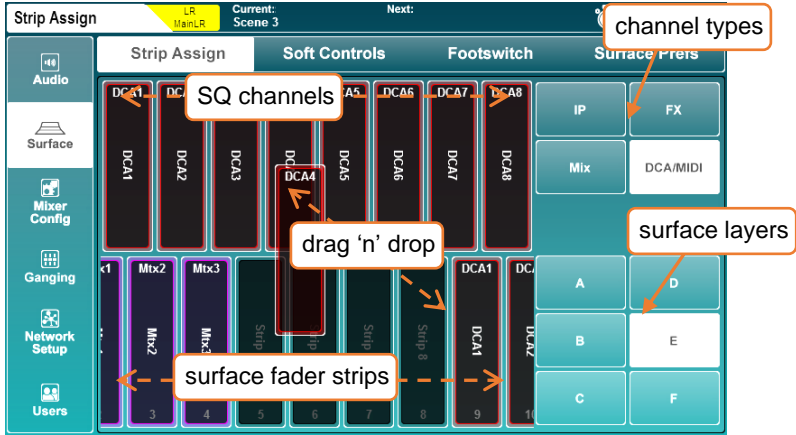 Strip Assign
LR
MainLR
Current:
Scene 3
Next:
channel types
Audio
Surface
Mixer
Config
Ganging
Network
Setup
Users
Strip Assign
Soft Controls
Footswitch
Surface Prefs
SQ channels
DCA1
DCA6
DCA7
DCA8
DCA1
DCA2
DCA3
DCA4
DCA5
DCA6
DCA7
DCA8
IP
FX
Mix
DCA/MIDI
drag ‘n’ drop
surface layers
Mtx2
Mtx3
DCA1
Mtx2
Mtx3
Strip 8
DCA1
DCA2
surface fader strips
3
4
5
6
7
8
9
10
A
D
B
E
C
F